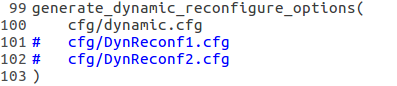 99 generate_dynamic_reconfigure_options(
100     cfg/dynamic.cfg
101 #   cfg/DynReconf1.cfg
102 #   cfg/DynReconf2.cfg
103 )